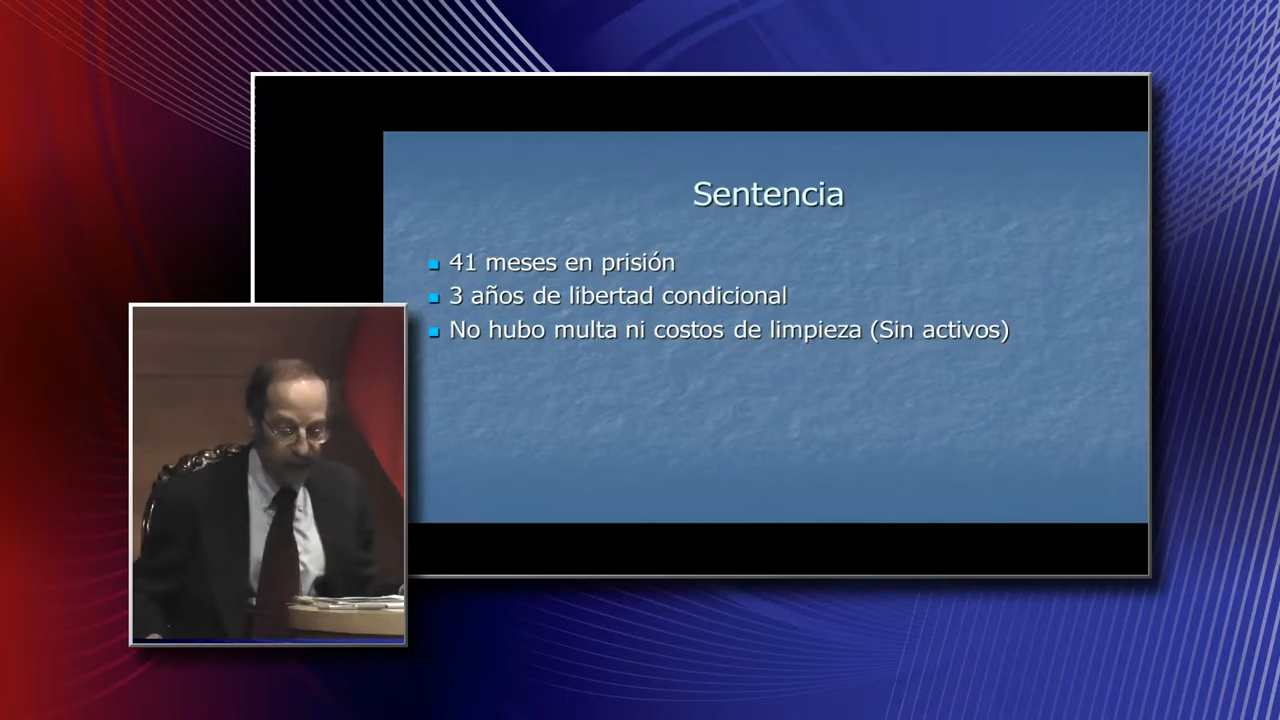 Sentencia
41 meses en prisión
3 años de libertad condicional
No hubo multa ni costos de limpieza (Sin activos)